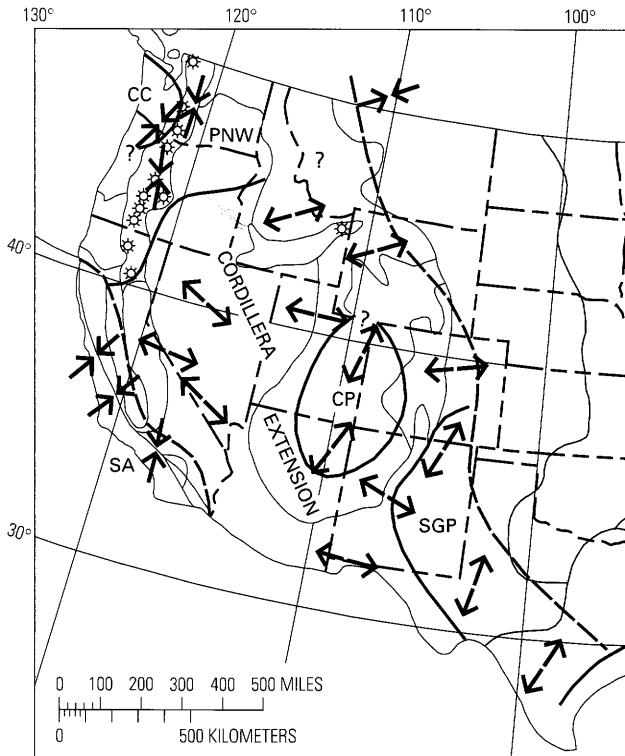 130°
120°
110°
100°
CC
PNW
?
?
40°
CORDILLERA
?
CP
EXTENSION
SA
SGP
30°
0 100 200 300 400 500 MILES
0 500 KILOMETERS